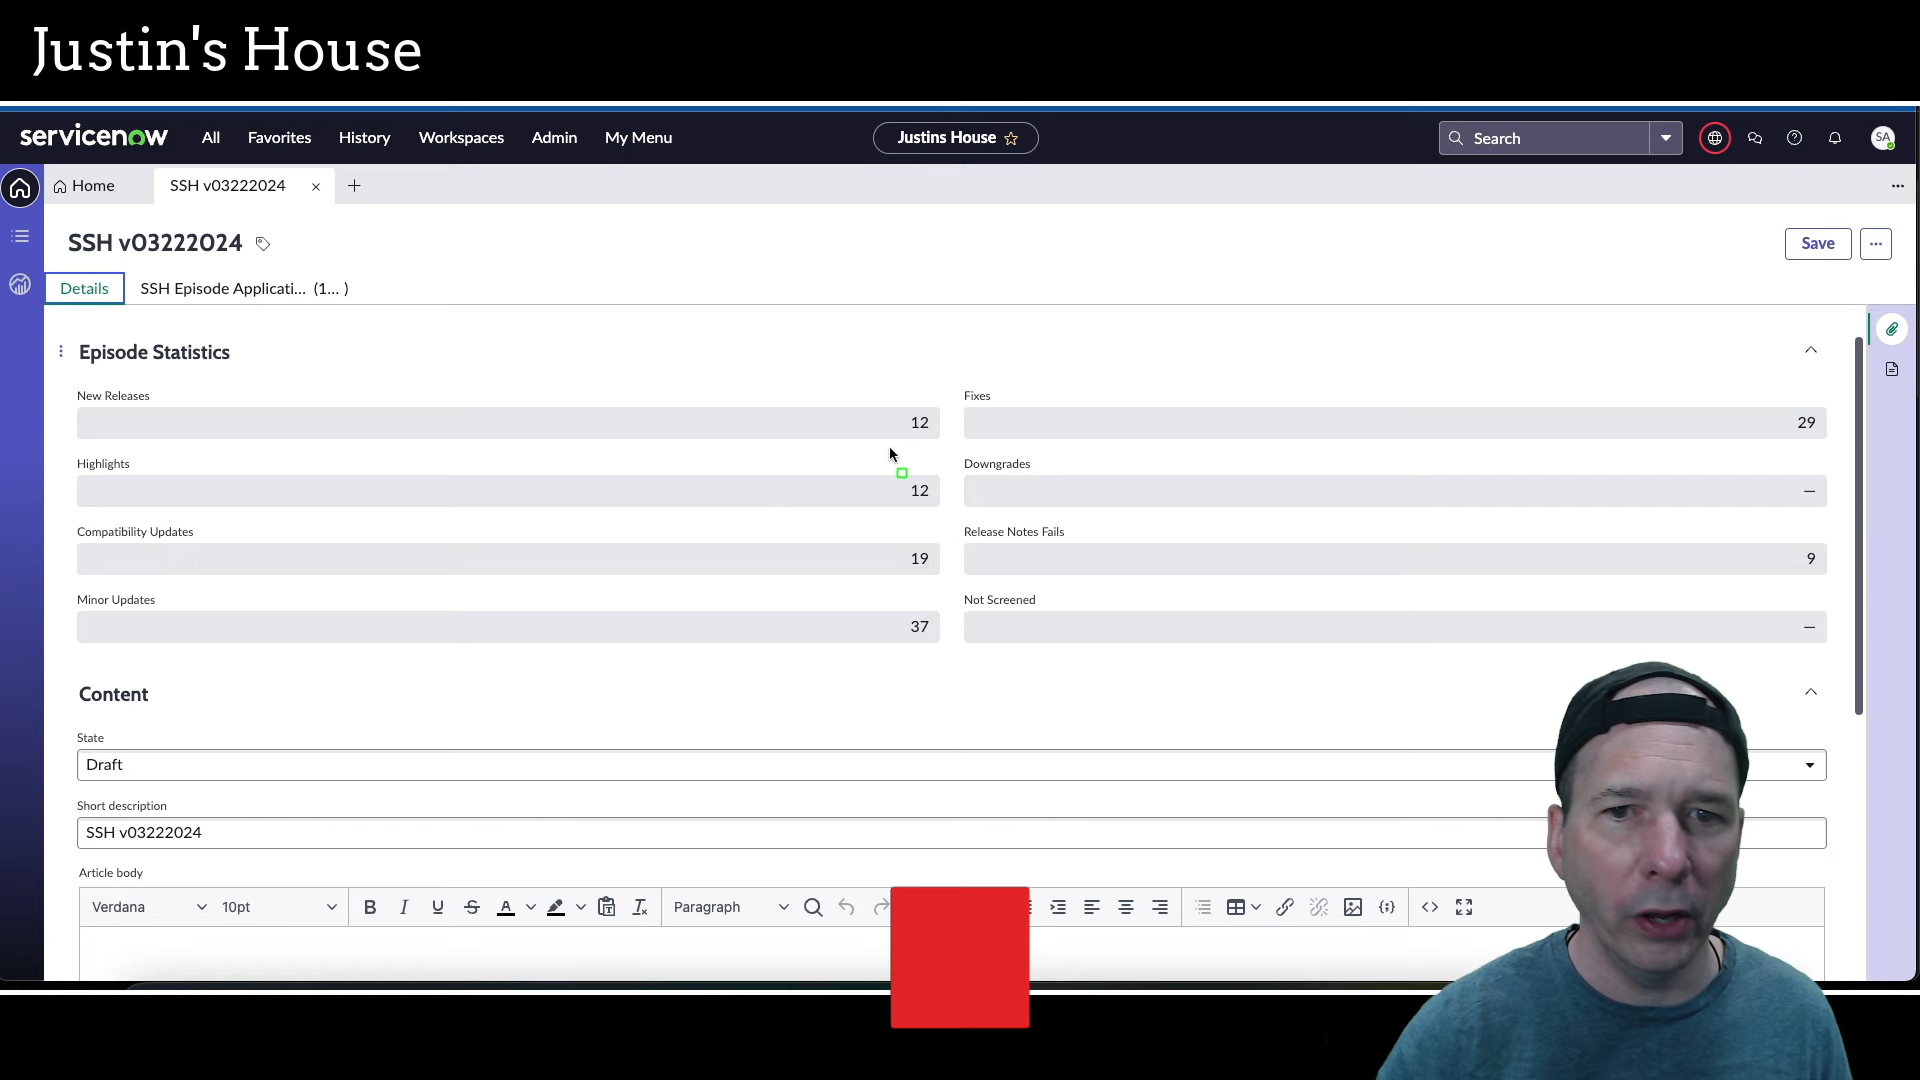 Justin's House
servicenow All Favorites History Workspaces Admin My Menu Justins House Search SA
Home SSH v03222024
SSH v03222024 Save
Details SSH Episode Applicati... (1... )
Episode Statistics
New Releases Fixes
12 29
Highlights Downgrades
12 —
Compatibility Updates Release Notes Fails
19 9
Minor Updates Not Screened
37 —
Content
State
Draft
Short description
SSH v03222024
Article body
Verdana 10pt B I U S A Paragraph